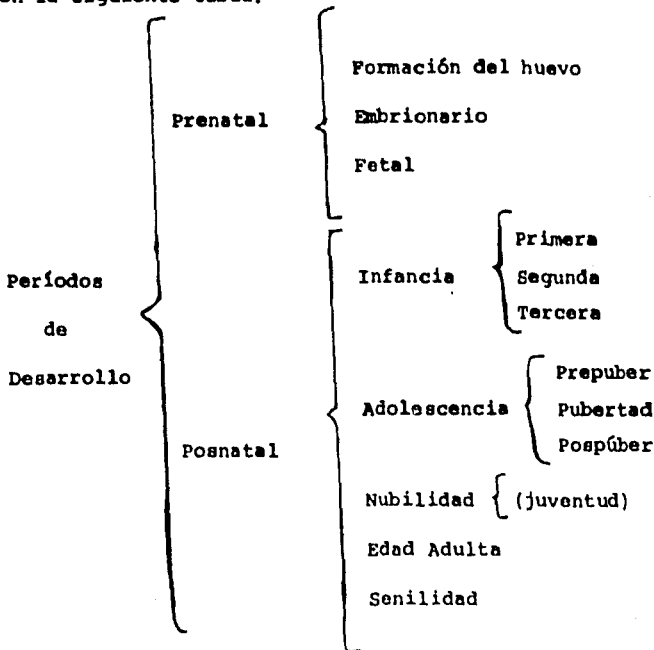 en la siguiente tabla,
Formación del huevo
Prenatal
Embrionario
Fetal
Primera
Infancia
Segunda
Tercera
Períodos
de
Desarrollo
Prepuber
Adolescencia
Pubertad
Pospúber
Posnatal
Nubilidad (juventud)
Edad Adulta
Senilidad